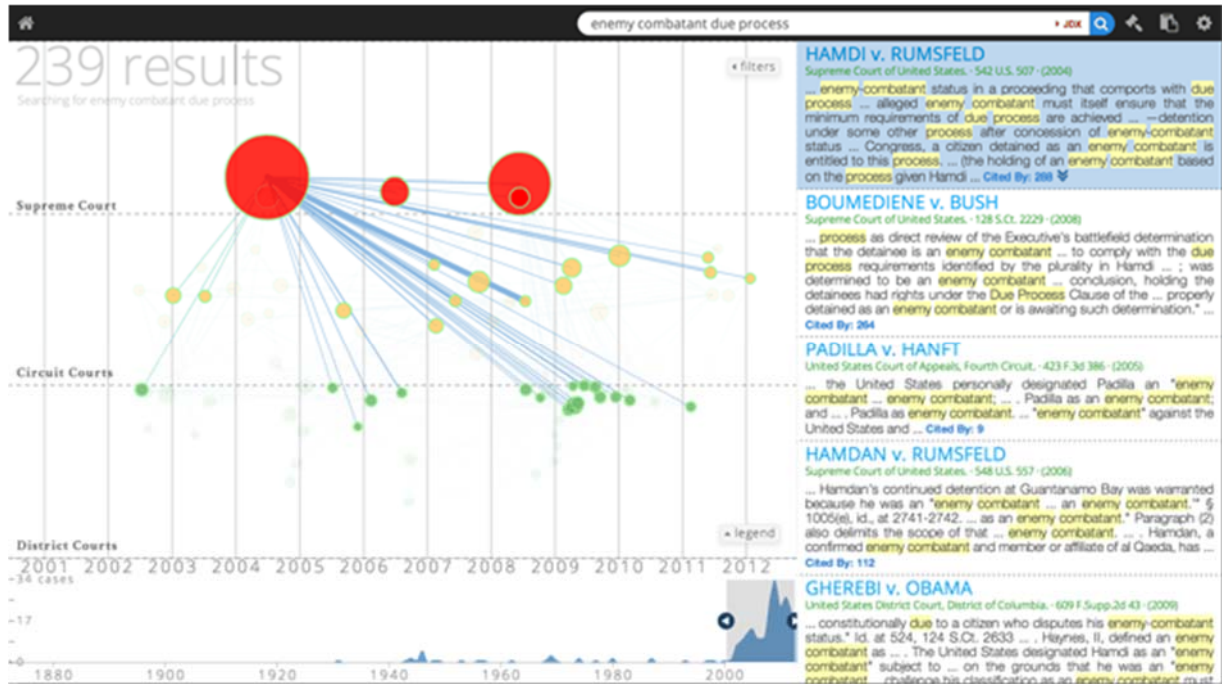 enemy combatant due process
JDX
239 results
Searching for enemy combatant due process
filters
Supreme Court
Circuit Courts
District Courts
legend
2001 2002 2003 2004 2005 2006 2007 2008 2009 2010 2011 2012
34 cases
17
0
1880 1900 1920 1940 1960 1980 2000
HAMDI v. RUMSFELD
Supreme Court of United States. · 542 U.S. 507 · (2004)
... enemy-combatant status in a proceeding that comports with due
process ... alleged enemy combatant must itself ensure that the
minimum requirements of due process are achieved ... —detention
under some other process after concession of enemy-combatant
status ... Congress, a citizen detained as an enemy combatant is
entitled to this process. ... (the holding of an enemy combatant based
on the process given Hamdi ... Cited By: 288
BOUMEDIENE v. BUSH
Supreme Court of United States. · 128 S.Ct. 2229 · (2008)
... process as direct review of the Executive's battlefield determination
that the detainee is an enemy combatant ... to comply with the due
process requirements identified by the plurality in Hamdi ... ; was
determined to be an enemy combatant ... conclusion, holding the
detainees had rights under the Due Process Clause of the ... properly
detained as an enemy combatant or is awaiting such determination." ...
Cited By: 264
PADILLA v. HANFT
United States Court of Appeals, Fourth Circuit. · 423 F.3d 386 · (2005)
... the United States personally designated Padilla an "enemy
combatant ... enemy combatant; ... . Padilla as an enemy combatant;
and ... . Padilla as enemy combatant. ... "enemy combatant" against the
United States and ... Cited By: 9
HAMDAN v. RUMSFELD
Supreme Court of United States. · 548 U.S. 557 · (2006)
... Hamdan's continued detention at Guantanamo Bay was warranted
because he was an "enemy combatant ... an enemy combatant.'" §
1005(e), id., at 2741-2742. ... as an enemy combatant." Paragraph (2)
also delimits the scope of that ... enemy combatant. ... . Hamdan, a
confirmed enemy combatant and member or affiliate of al Qaeda, has ...
Cited By: 112
GHEREBI v. OBAMA
United States District Court, District of Columbia. · 609 F.Supp.2d 43 · (2009)
... constitutionally due to a citizen who disputes his enemy-combatant
status." Id. at 524, 124 S.Ct. 2633 ... . Haynes, II, defined an enemy
combatant as ... . The United States designated Hamdi as an "enemy
combatant" subject to ... on the grounds that he was an "enemy
combatant ... challenge his classification as an enemy combatant must